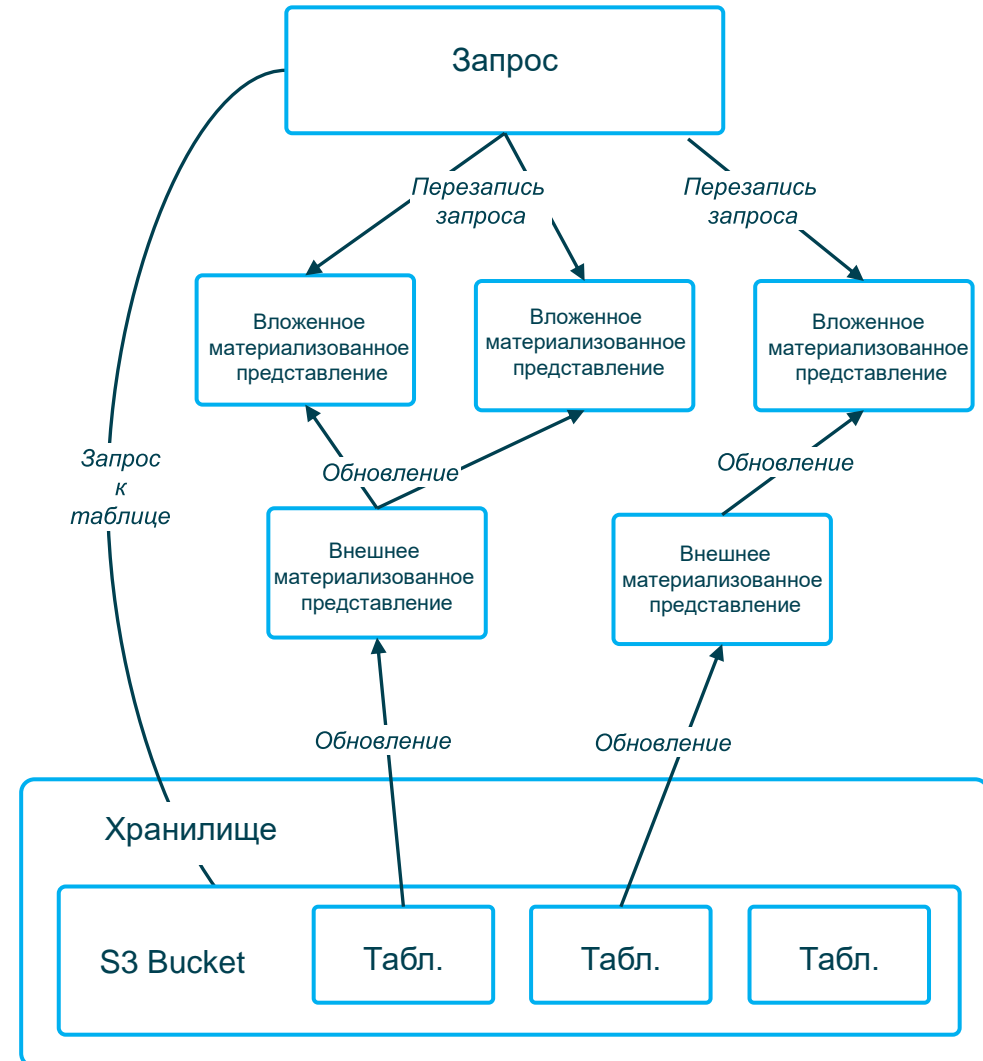 Запрос
Перезапись
запроса
Перезапись
запроса
Вложенное
материализованное
представление
Вложенное
материализованное
представление
Вложенное
материализованное
представление
Запрос
к
таблице
Обновление
Обновление
Внешнее
материализованное
представление
Внешнее
материализованное
представление
Обновление
Обновление
Хранилище
S3 Bucket
Табл.
Табл.
Табл.